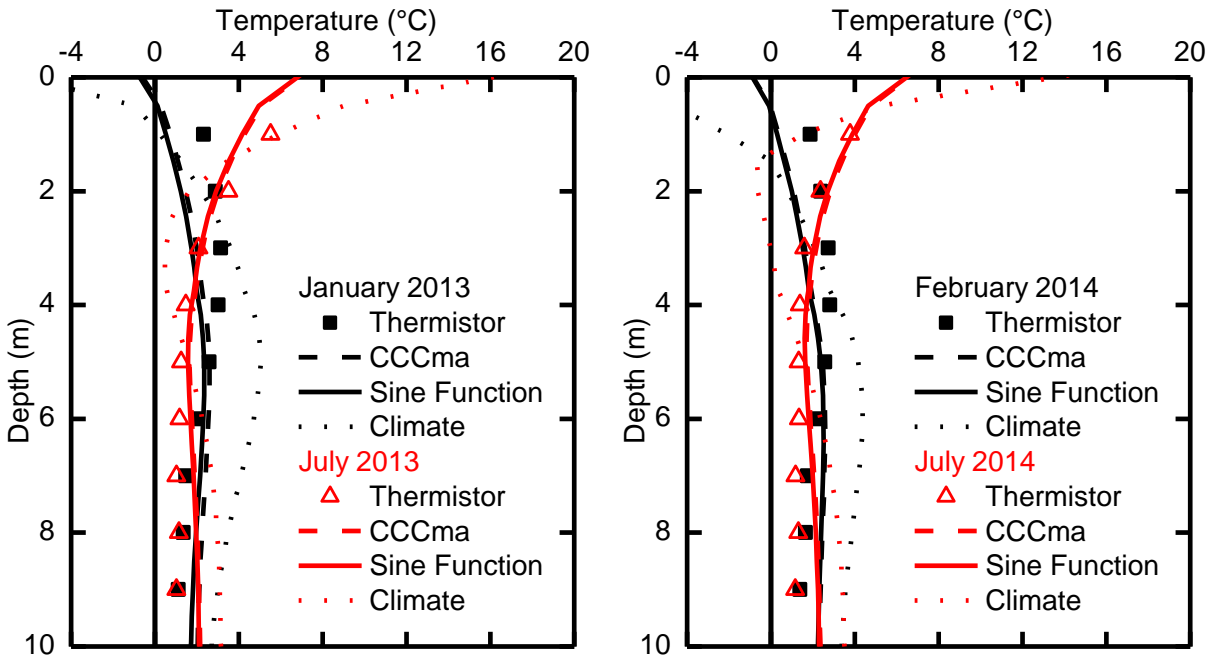 Temperature (°C)
-4 0 4 8 12 16 20
0
2
4
6
8
10
Depth (m)
January 2013
Thermistor
CCCma
Sine Function
Climate
July 2013
Thermistor
CCCma
Sine Function
Climate
Temperature (°C)
-4 0 4 8 12 16 20
0
2
4
6
8
10
Depth (m)
February 2014
Thermistor
CCCma
Sine Function
Climate
July 2014
Thermistor
CCCma
Sine Function
Climate